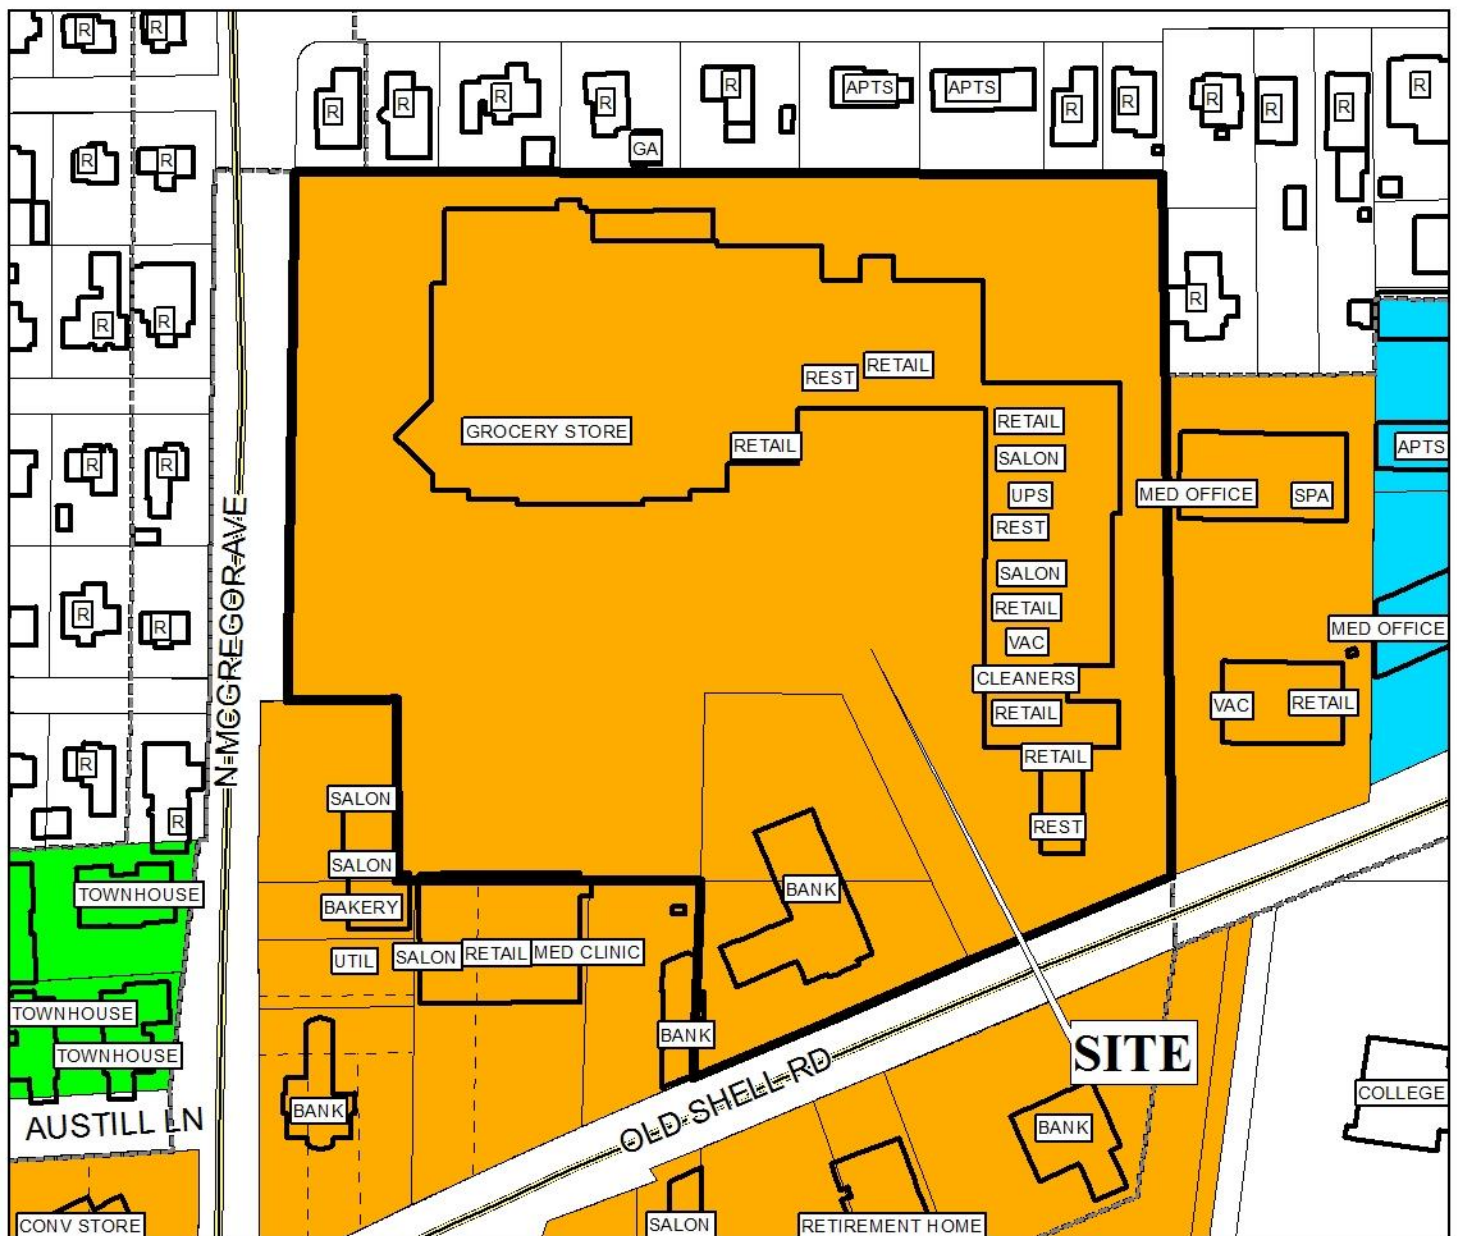 R
R
R
R
R
R
R
APTS
APTS
R
R
R
R
R
R
GA
R
R
R
R
R
RETAIL
REST
RETAIL
GROCERY STORE
RETAIL
SALON
APTS
R
R
UPS
MED OFFICE
SPA
REST
N MCGREGOR AVE
SALON
RETAIL
R
R
MED OFFICE
VAC
CLEANERS
RETAIL
VAC
RETAIL
R
RETAIL
SALON
R
REST
SALON
TOWNHOUSE
BANK
BAKERY
UTIL
SALON
RETAIL
MED CLINIC
TOWNHOUSE
BANK
TOWNHOUSE
SITE
OLD SHELL RD
COLLEGE
BANK
AUSTILL LN
BANK
CONV STORE
SALON
RETIREMENT HOME